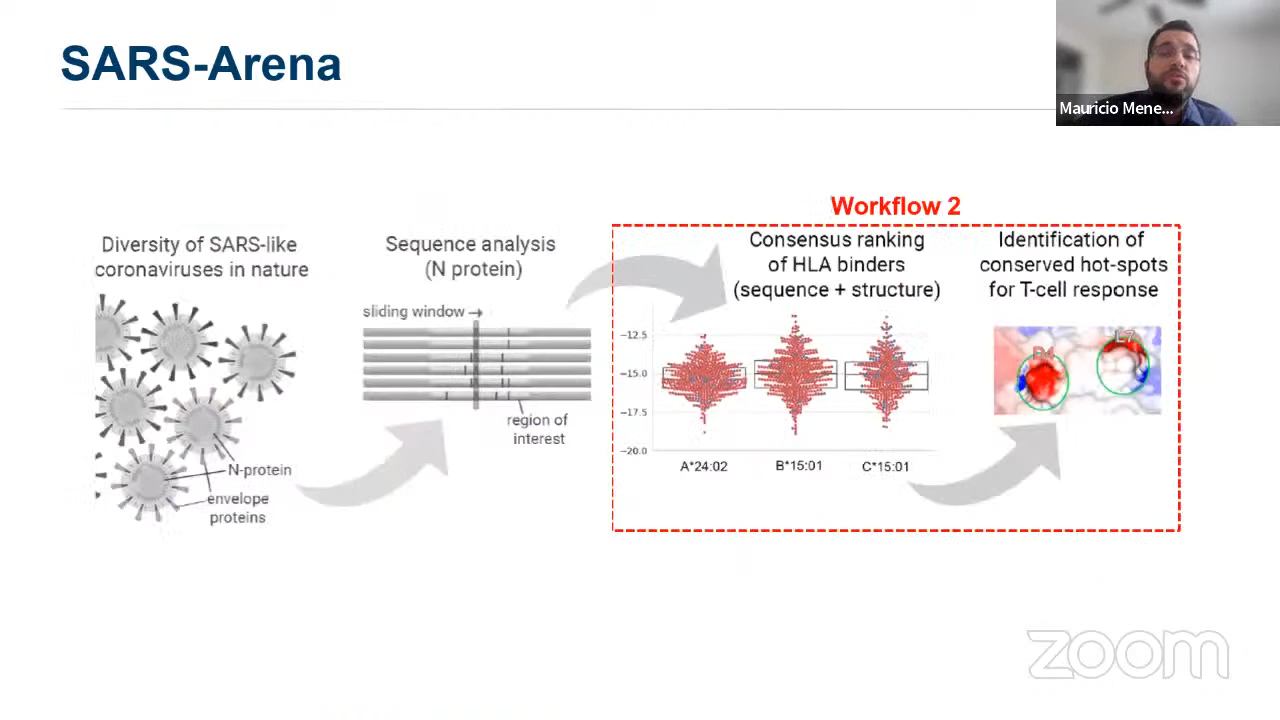 SARS-Arena
Mauricio Mene...
Workflow 2
Diversity of SARS-like
coronaviruses in nature
N-protein
envelope
proteins
Sequence analysis
(N protein)
sliding window
region of
interest
Consensus ranking
of HLA binders
(sequence + structure)
-12.5
-15.0
-17.5
-20.0
A*24:02
B*15:01
C*15:01
Identification of
conserved hot-spots
for T-cell response
R4
L7
zoom